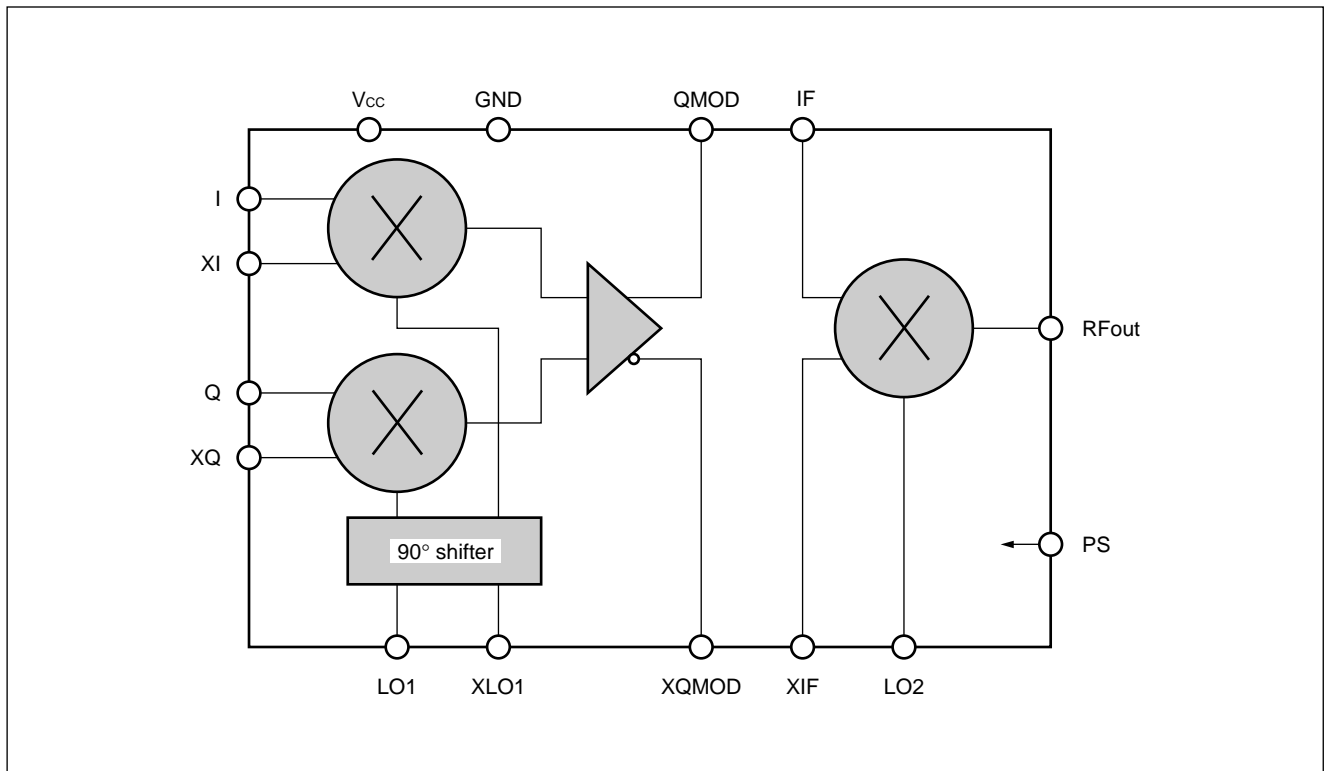 Vcc
GND
QMOD
IF
I
XI
Q
XQ
RFout
PS
90° shifter
LO1
XLO1
XQMOD
XIF
LO2